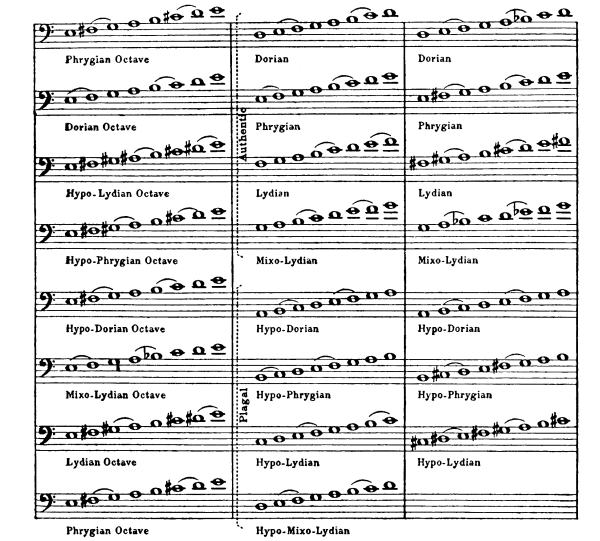 Phrygian Octave Dorian Dorian
Dorian Octave Phrygian Phrygian
Authentic
Hypo-Lydian Octave Lydian Lydian
Hypo-Phrygian Octave Mixo-Lydian Mixo-Lydian
Hypo-Dorian Octave Hypo-Dorian Hypo-Dorian
Mixo-Lydian Octave Hypo-Phrygian Hypo-Phrygian
Plagal
Lydian Octave Hypo-Lydian Hypo-Lydian
Phrygian Octave Hypo-Mixo-Lydian